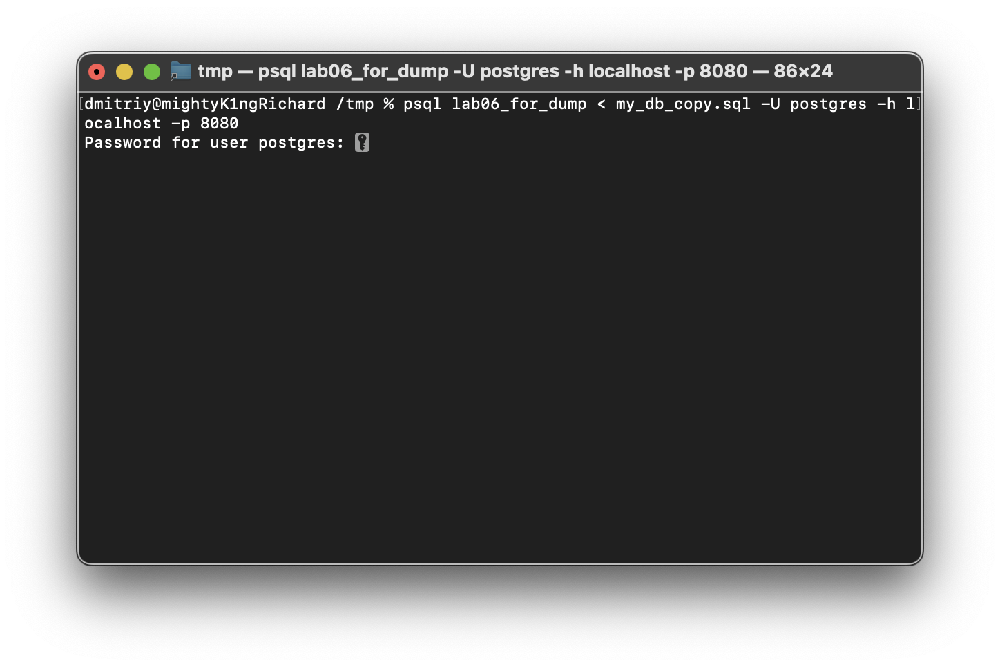 tmp — psql lab06_for_dump -U postgres -h localhost -p 8080 — 86×24
[dmitriy@mightyK1ngRichard /tmp % psql lab06_for_dump < my_db_copy.sql -U postgres -h l]
ocalhost -p 8080
Password for user postgres: